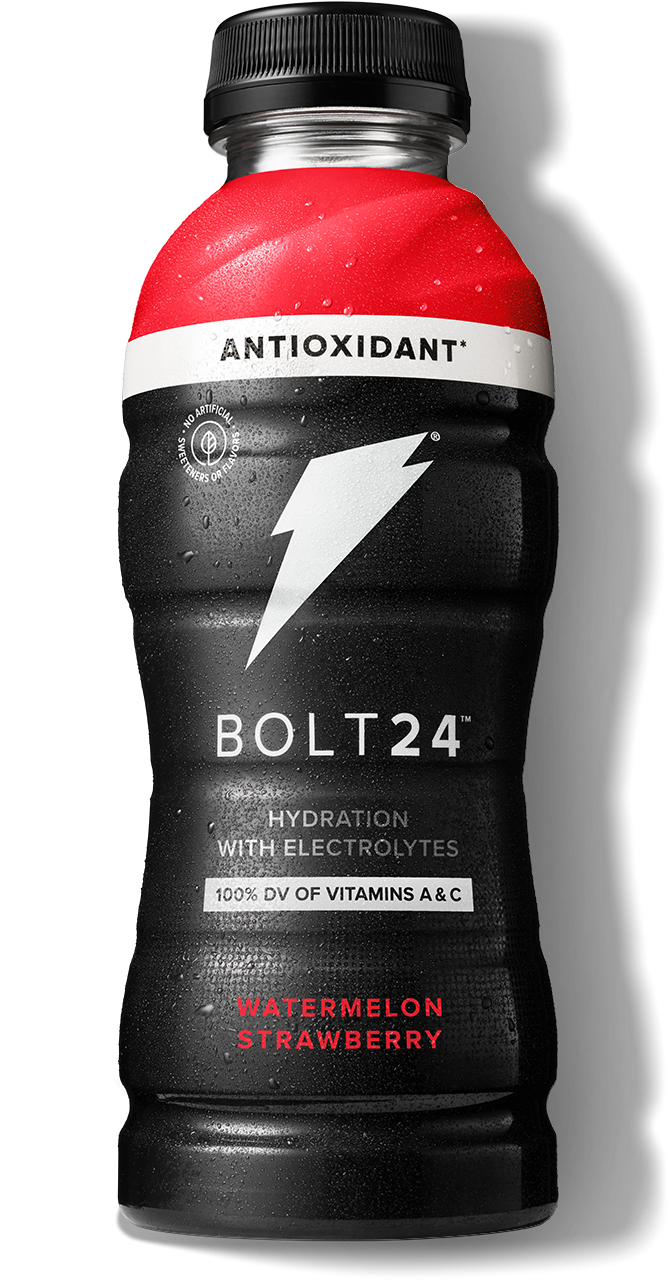 ANTIOXIDANT*
• NO ARTIFICIAL •
SWEETENERS OR FLAVORS
®
BOLT24™
HYDRATION
WITH ELECTROLYTES
100% DV OF VITAMINS A & C
WATERMELON
STRAWBERRY